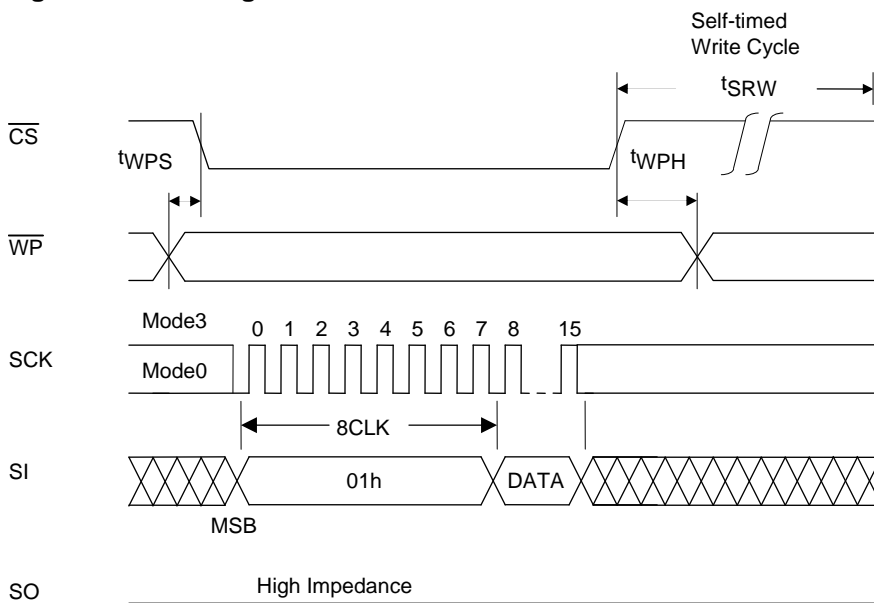 Self-timed
Write Cycle
tSRW
CS
tWPS
tWPH
WP
Mode3
0 1 2 3 4 5 6 7 8 15
SCK
Mode0
8CLK
SI
01h
DATA
MSB
High Impedance
SO